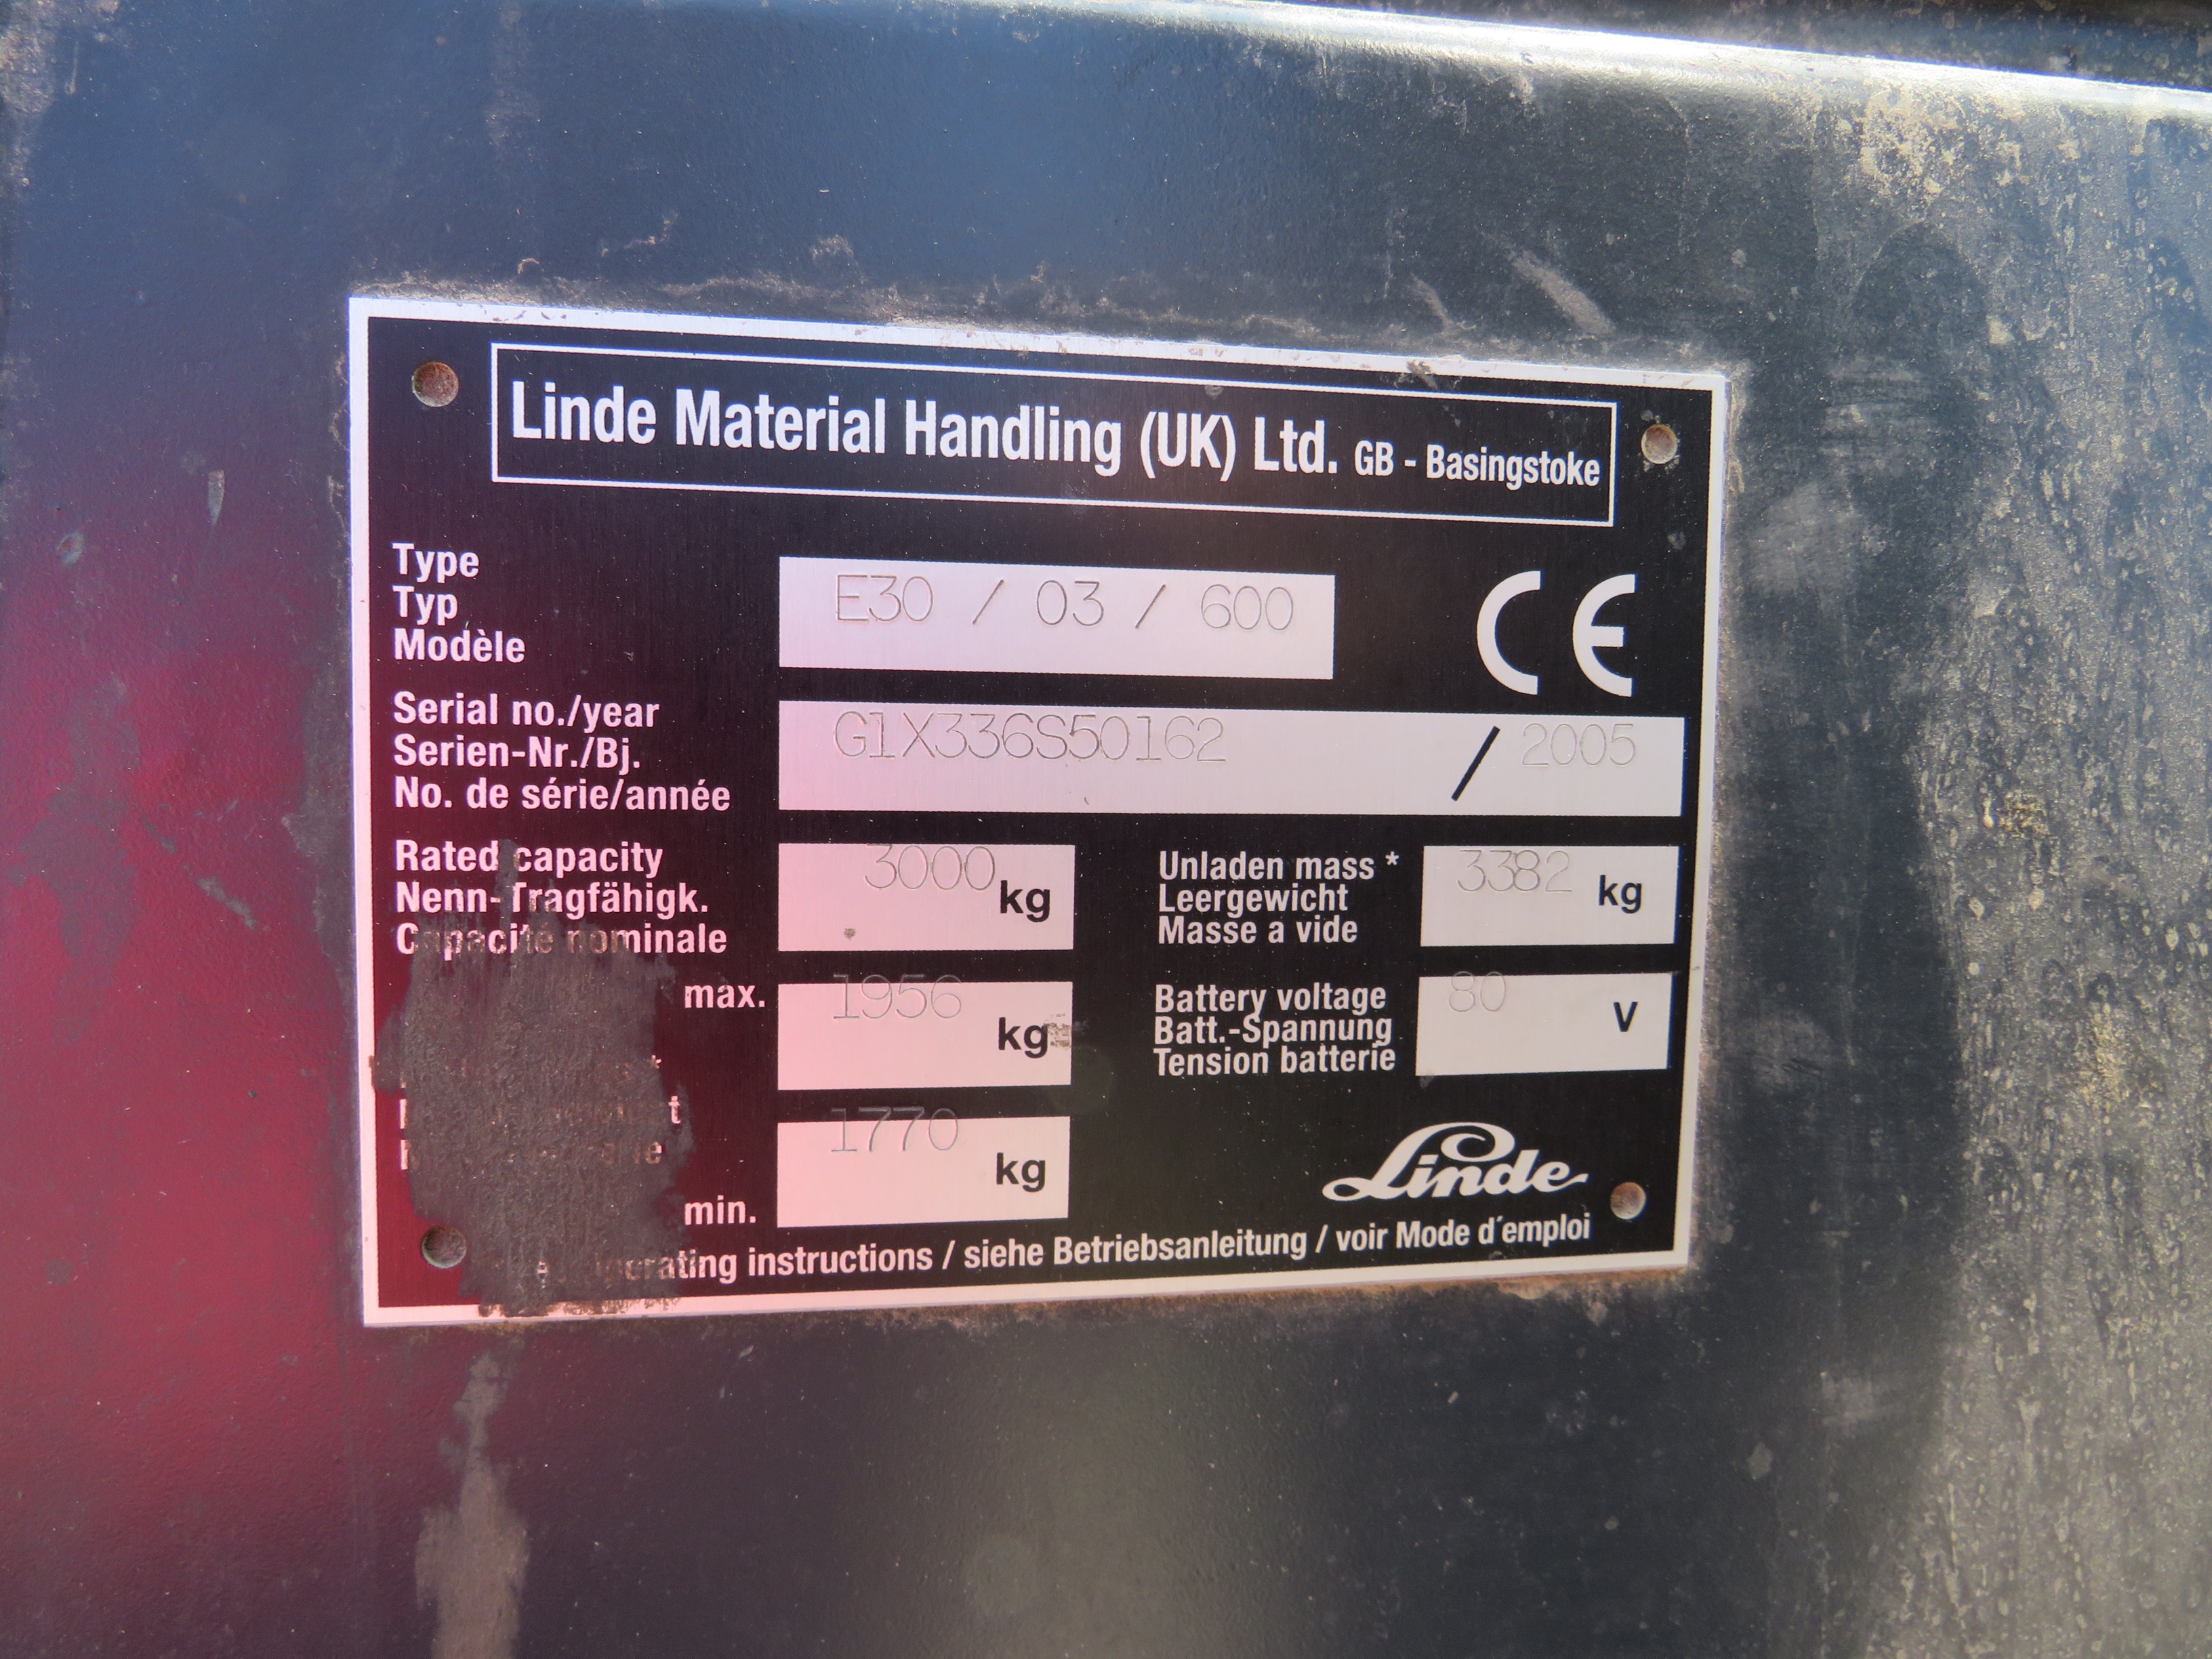 Linde Material Handling (UK) Ltd. GB - Basingstoke
Type
Typ
Modèle
E30 / 03 / 600
CE
Serial no./year
Serien-Nr./Bj.
No. de série/année
G1X336S50162 / 2005
Rated capacity
Nenn-Tragfähigk.
Capacité nominale
3000 kg
Unladen mass *
Leergewicht
Masse a vide
3382 kg
max.
1956 kg
Battery voltage
Batt.-Spannung
Tension batterie
80 V
min.
1770 kg
Linde
instructions / siehe Betriebsanleitung / voir Mode d'emploi